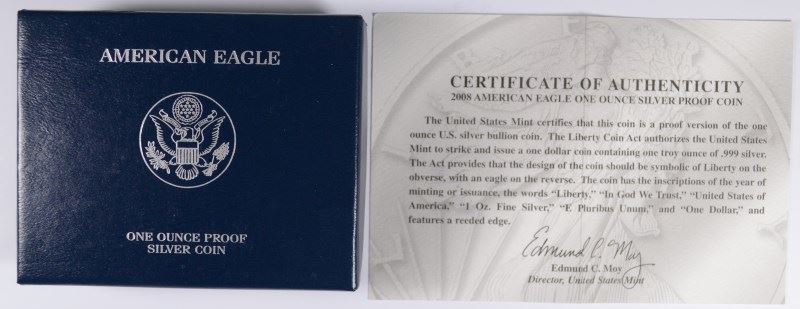 AMERICAN EAGLE
ONE OUNCE PROOF
SILVER COIN
CERTIFICATE OF AUTHENTICITY
2008 AMERICAN EAGLE ONE OUNCE SILVER PROOF COIN
The United States Mint certifies that this coin is a proof version of the one
ounce U.S. silver bullion coin. The Liberty Coin Act authorizes the United States
Mint to strike and issue a one dollar coin containing one troy ounce of .999 silver.
The Act provides that the design of the coin should be symbolic of Liberty on the
obverse, with an eagle on the reverse. The coin has the inscriptions of the year of
minting or issuance, the words “Liberty,” “In God We Trust,” “United States of
America,” “1 Oz. Fine Silver,” “E Pluribus Unum,” and “One Dollar,” and
features a reeded edge.
Edmund C. Moy
Edmund C. Moy
Director, United States Mint